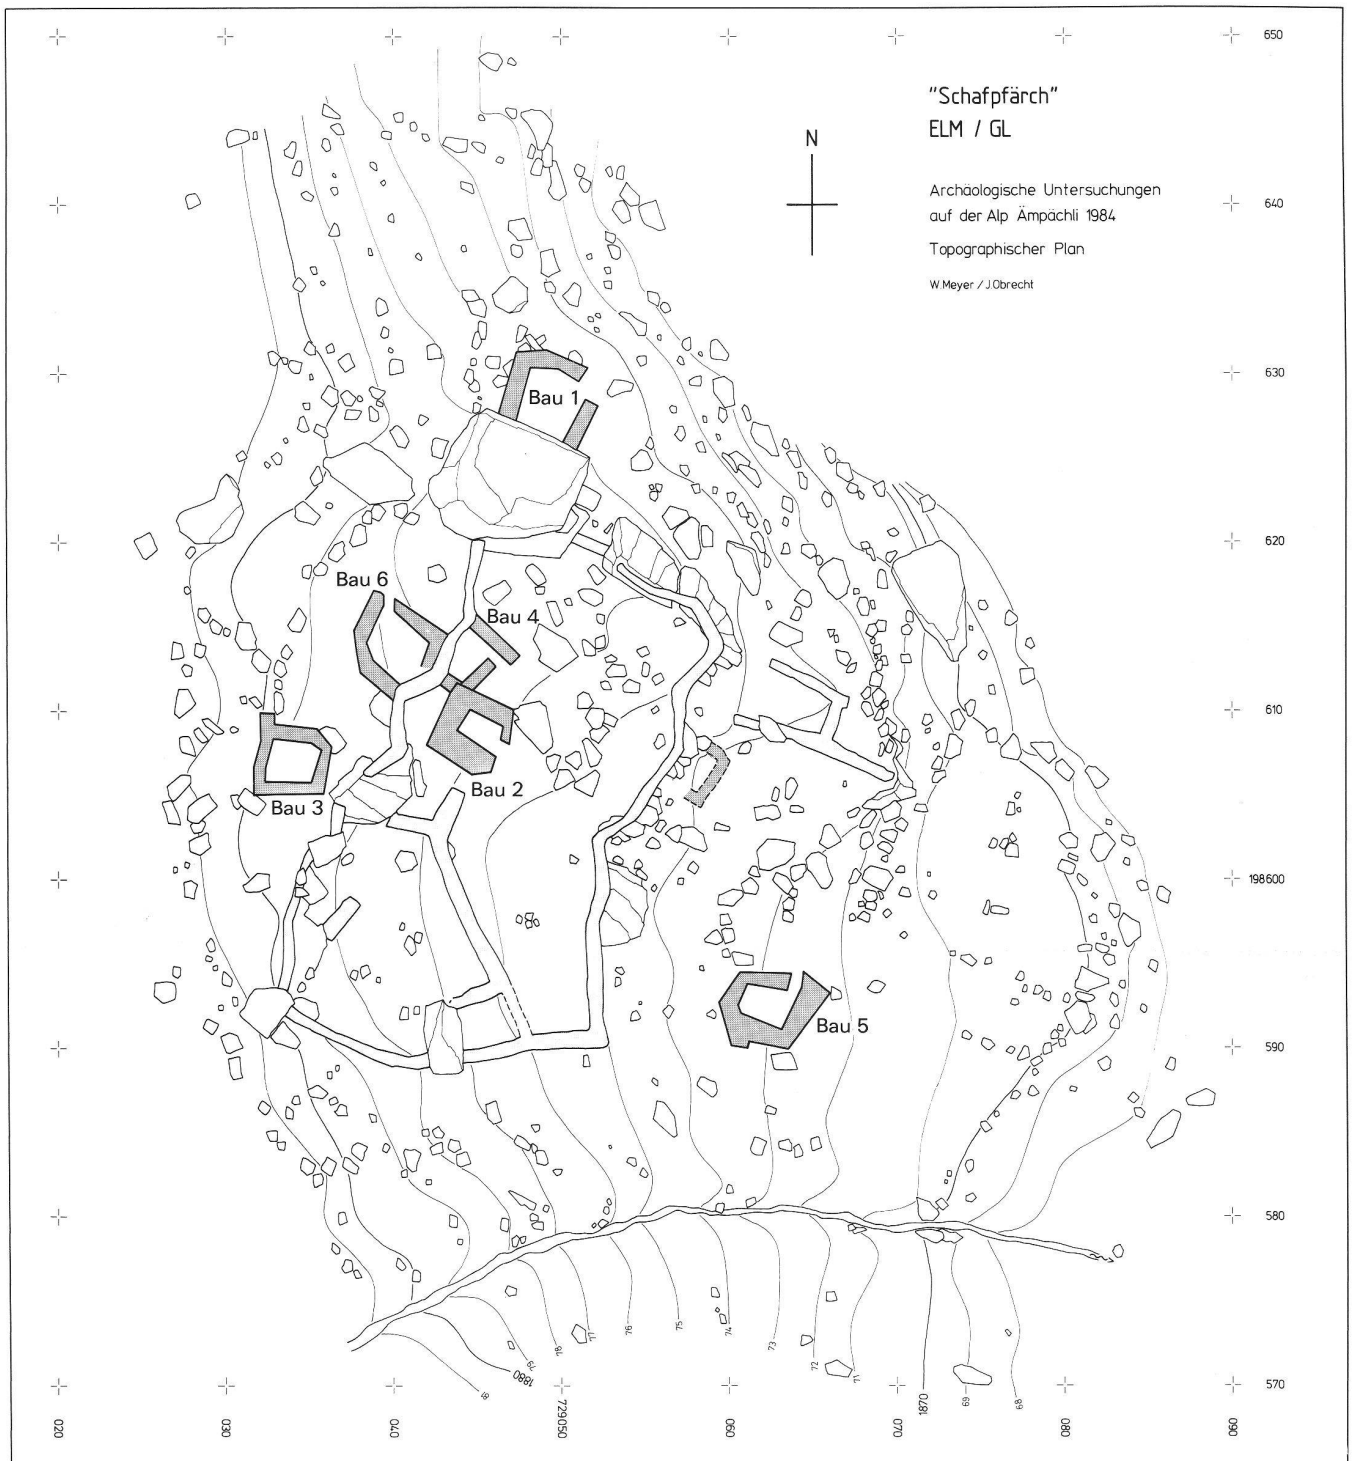 650
"Schafpfärch"
ELM / GL
N
Archäologische Untersuchungen
auf der Alp Ämpächli 1984
640
Topographischer Plan
W.Meyer / J.Obrecht
630
Bau 1
620
Bau 6
Bau 4
610
Bau 2
Bau 3
198600
Bau 5
590
580
81
1880
79
78
77
76
75
74
73
72
71
1870
69
68
570
020
030
040
729050
060
070
080
090